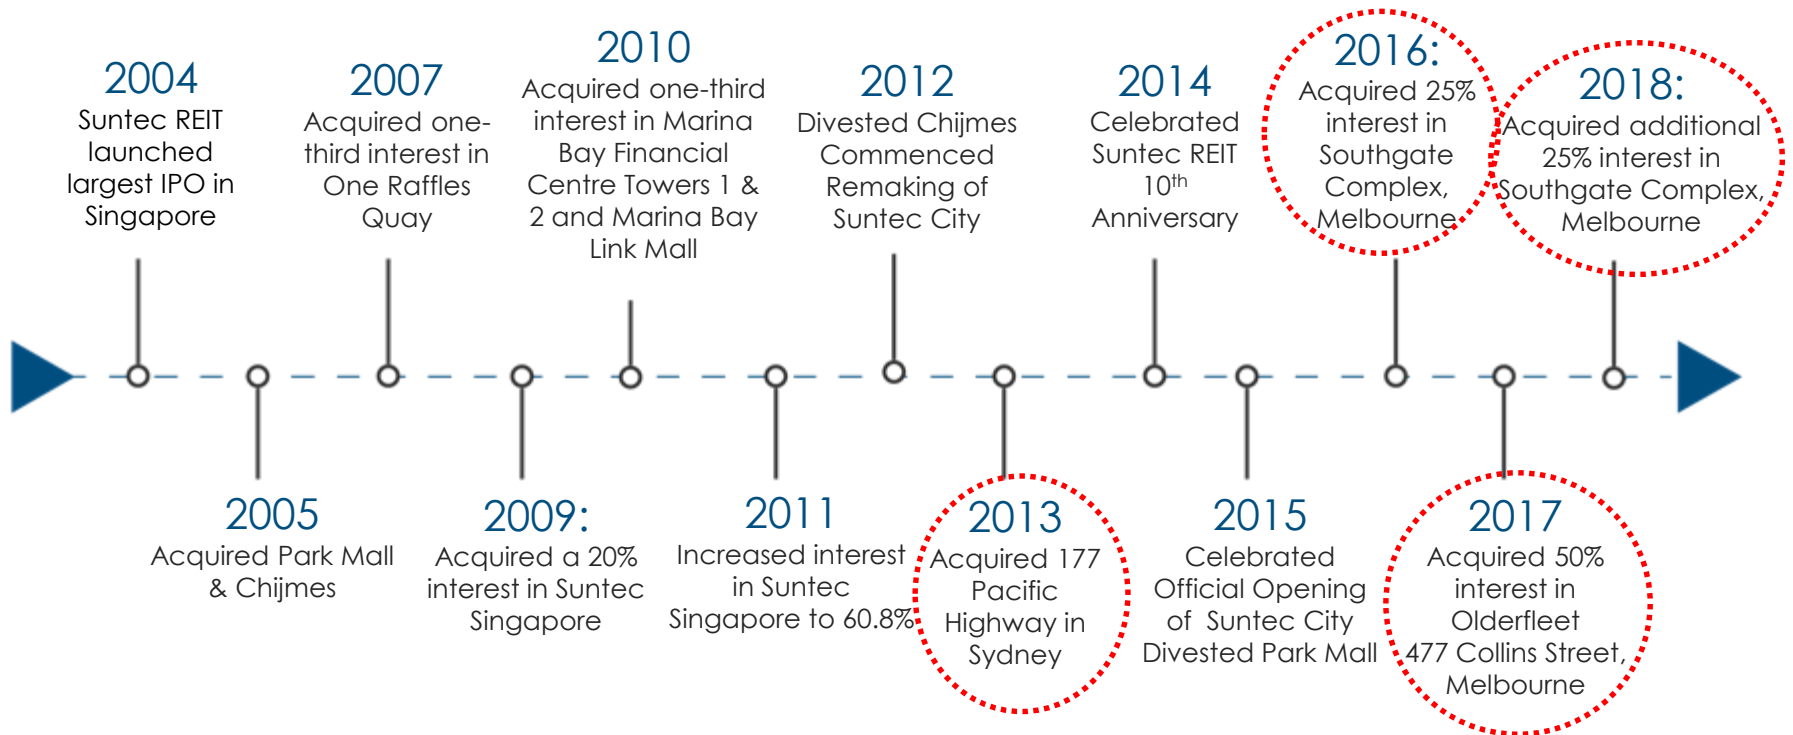 2004
Suntec REIT
launched
largest IPO in
Singapore
2007
Acquired one-
third interest in
One Raffles
Quay
2010
Acquired one-third
interest in Marina
Bay Financial
Centre Towers 1 &
2 and Marina Bay
Link Mall
2012
Divested Chijmes
Commenced
Remaking of
Suntec City
2014
Celebrated
Suntec REIT
10th
Anniversary
2016:
Acquired 25%
interest in
Southgate
Complex,
Melbourne
2018:
Acquired additional
25% interest in
Southgate Complex,
Melbourne
2005
Acquired Park Mall
& Chijmes
2009:
Acquired a 20%
interest in Suntec
Singapore
2011
Increased interest
in Suntec
Singapore to 60.8%
2013
Acquired 177
Pacific
Highway in
Sydney
2015
Celebrated
Official Opening
of Suntec City
Divested Park Mall
2017
Acquired 50%
interest in
Olderfleet
477 Collins Street,
Melbourne